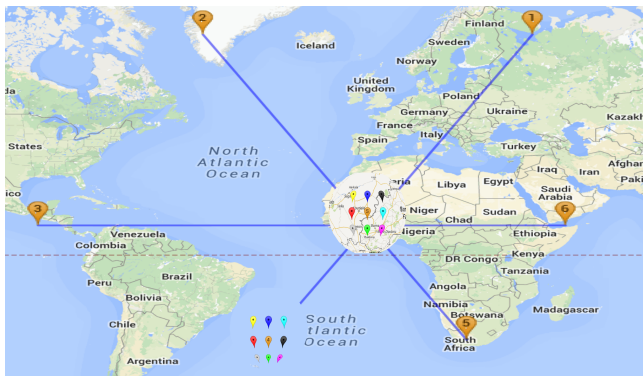 2
1
Finland
Iceland
Sweden
Norway
United
Kingdom
Poland
Germany
Ukraine
Kazakh
France
Italy
Spain
Turkey
States
North
Atlantic
Ocean
Iraq
Iran
Afghan
Pak
Libya
Egypt
Saudi
Arabia
3
6
Niger
Chad
Sudan
Nigeria
Ethiopia
Venezuela
Colombia
Kenya
DR Congo
Tanzania
Peru
Brazil
Bolivia
Angola
Namibia
Botswana
Madagascar
Chile
South
tlantic
Ocean
5
South
Africa
Argentina